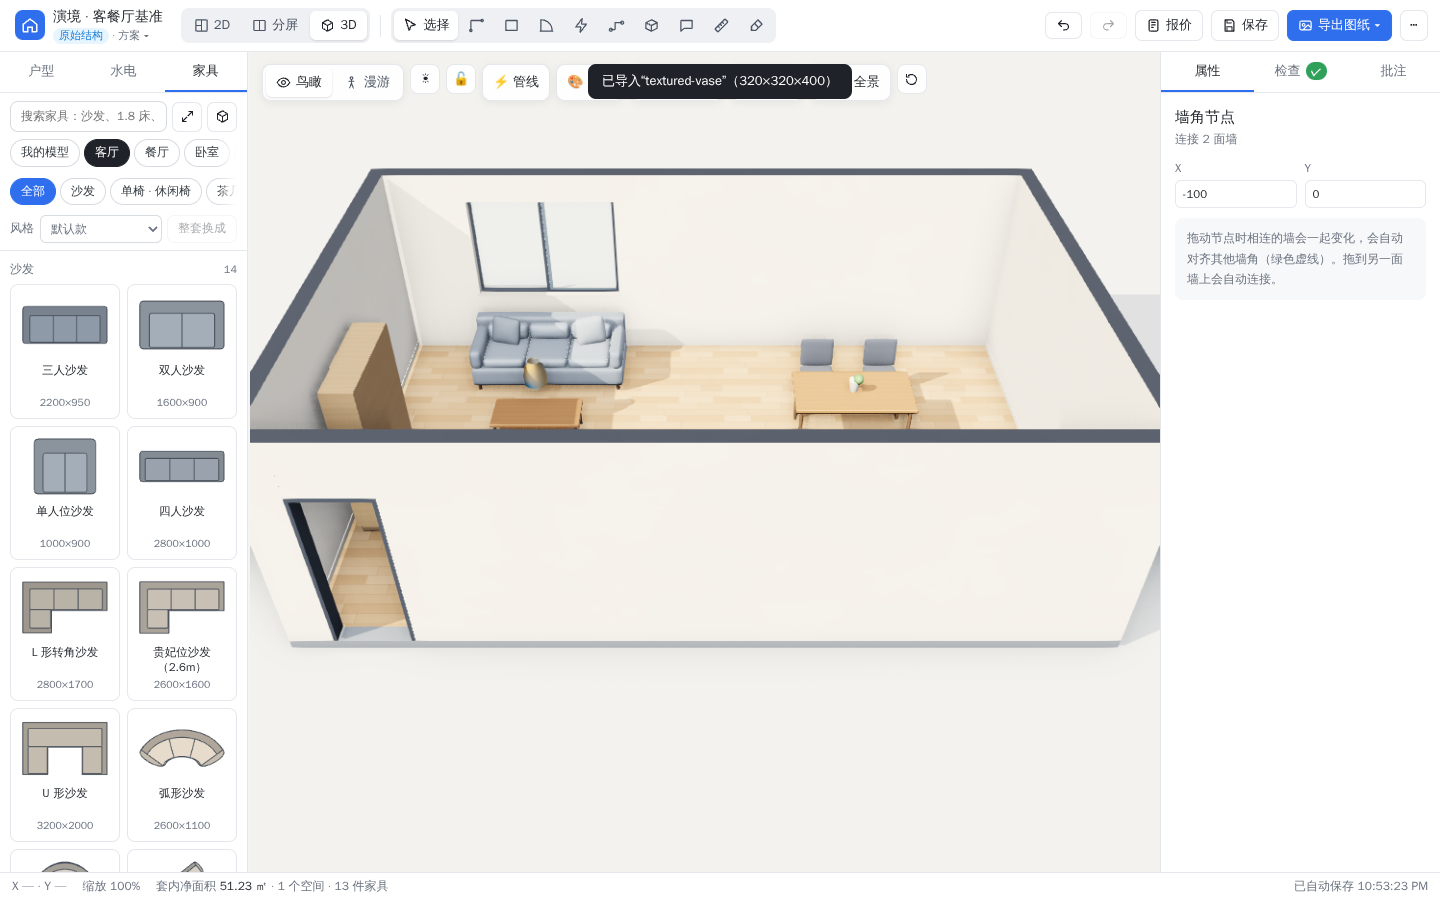 演境 · 客餐厅基准
原始结构 · 方案
2D 分屏 3D 选择
报价 保存 导出图纸
户型 水电 家具
鸟瞰 漫游 管线
已导入“textured-vase”（320×320×400）
全景
属性 检查 批注
搜索家具：沙发、1.8 床、
我的模型 客厅 餐厅 卧室
全部 沙发 单椅 · 休闲椅
风格 默认款 整套换成
沙发 14
三人沙发 双人沙发
2200×950 1600×900
单人位沙发 四人沙发
1000×900 2800×1000
L 形转角沙发 贵妃位沙发
（2.6m）
2800×1700 2600×1600
U 形沙发 弧形沙发
3200×2000 2600×1100
墙角节点
连接 2 面墙
X Y
-100 0
拖动节点时相连的墙会一起变化，会自动
对齐其他墙角（绿色虚线）。拖到另一面
墙上会自动连接。
X — · Y — 缩放 100% 套内净面积 51.23 ㎡ · 1 个空间 · 13 件家具
已自动保存 10:53:23 PM